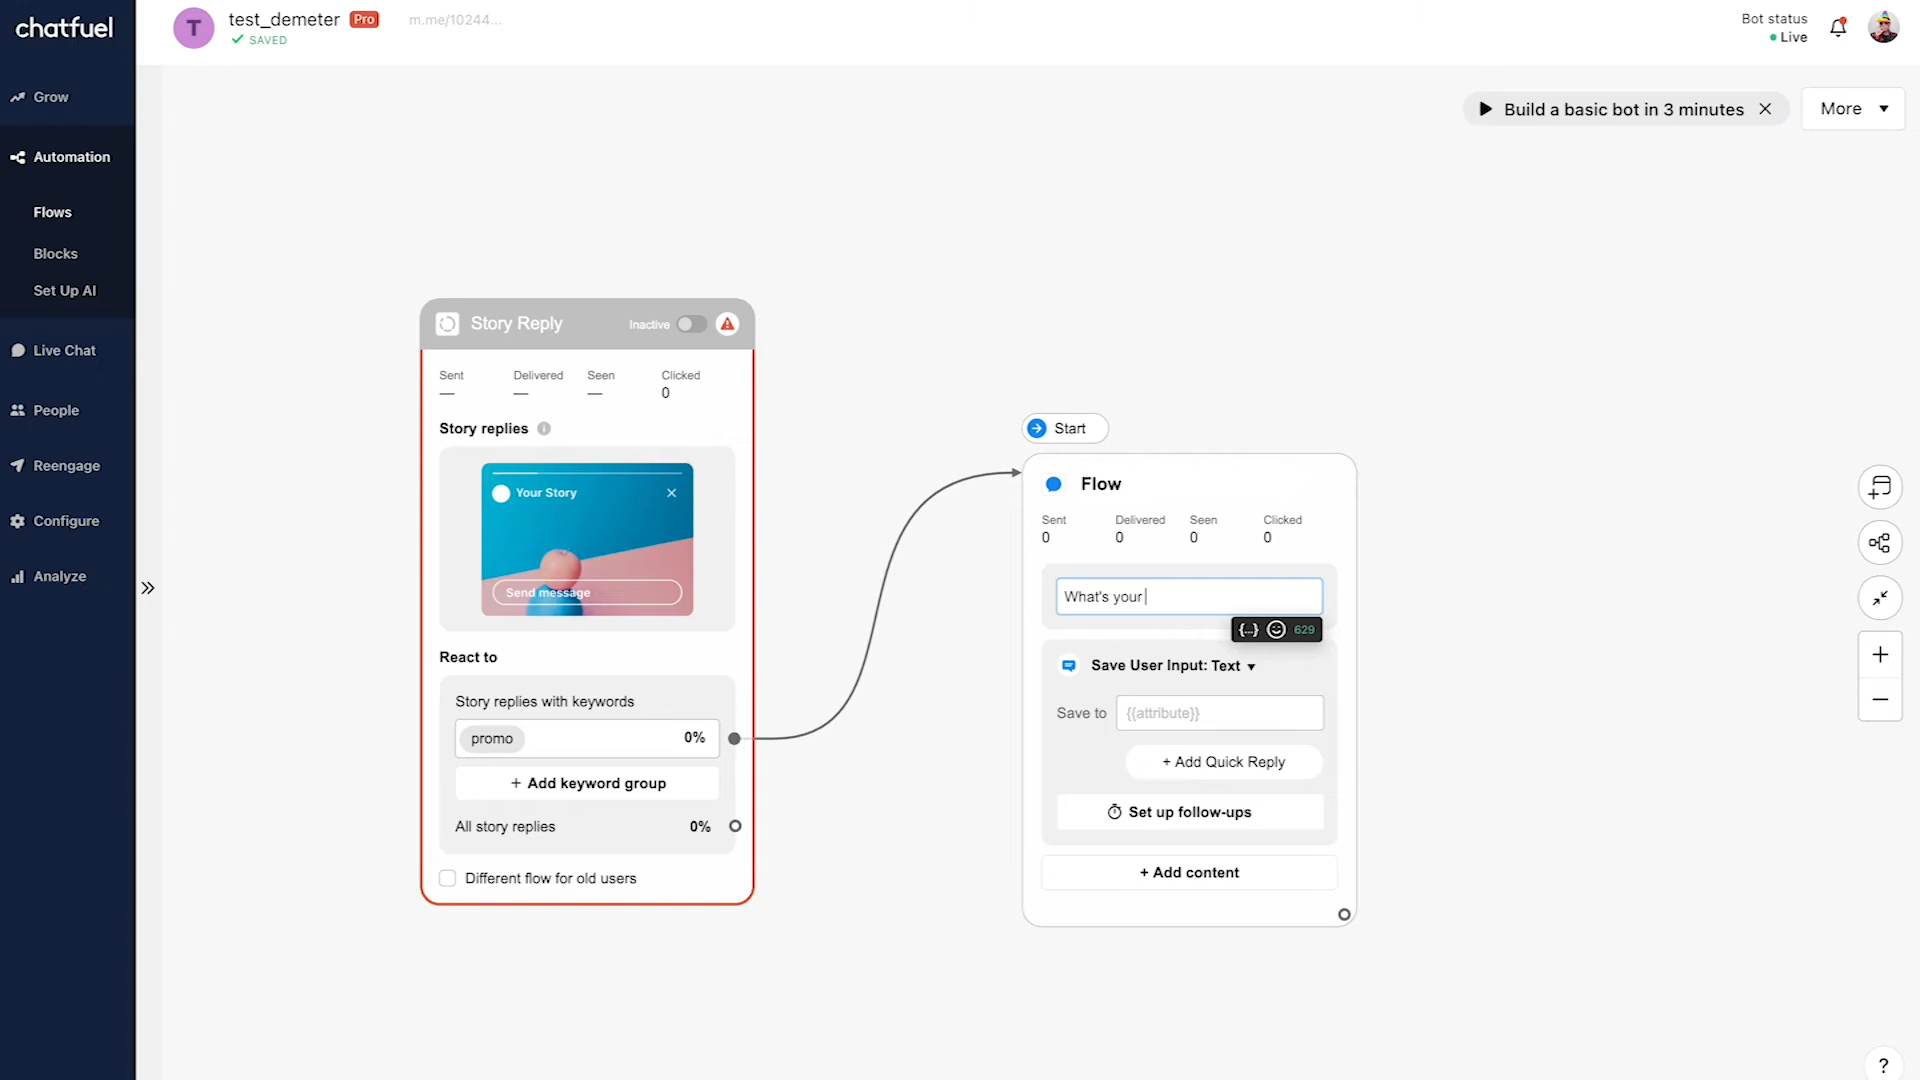 chatfuel
T
test_demeter Pro m.me/10244...
SAVED
Bot status
Live
Grow
Automation
Flows
Blocks
Set Up AI
Live Chat
People
Reengage
Configure
Analyze
Build a basic bot in 3 minutes
More
Story Reply Inactive
Sent Delivered Seen Clicked
— — — 0
Story replies
Your Story
Send message
React to
Story replies with keywords
promo 0%
+ Add keyword group
All story replies 0%
Different flow for old users
Start
Flow
Sent Delivered Seen Clicked
0 0 0 0
What's your
{...} 629
Save User Input: Text
Save to {{attribute}}
+ Add Quick Reply
Set up follow-ups
+ Add content
?